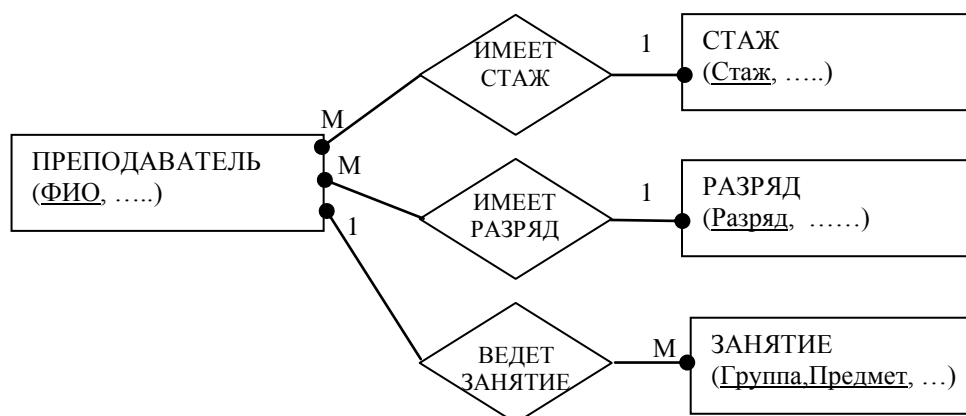 ИМЕЕТ
СТАЖ
1
СТАЖ
(Стаж, …..)
М
ПРЕПОДАВАТЕЛЬ
(ФИО, …..)
М
1
ИМЕЕТ
РАЗРЯД
1
РАЗРЯД
(Разряд, ……)
ВЕДЕТ
ЗАНЯТИЕ
М
ЗАНЯТИЕ
(Группа,Предмет, …)